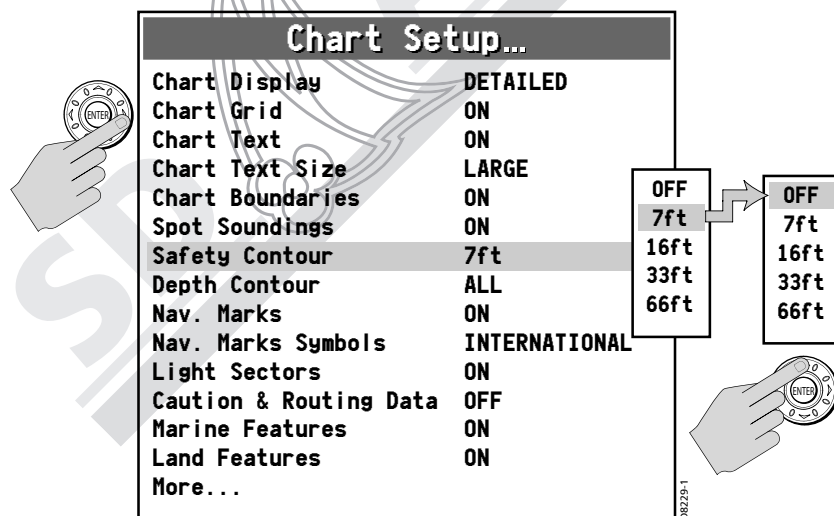 Chart Setup...
Chart Display DETAILED
Chart Grid ON
Chart Text ON
Chart Text Size LARGE
Chart Boundaries ON
Spot Soundings ON
Safety Contour 7ft
Depth Contour ALL
Nav. Marks ON
Nav. Marks Symbols INTERNATIONAL
Light Sectors ON
Caution & Routing Data OFF
Marine Features ON
Land Features ON
More...
ENTER
OFF
7ft
16ft
33ft
66ft
OFF
7ft
16ft
33ft
66ft
ENTER
08229-1